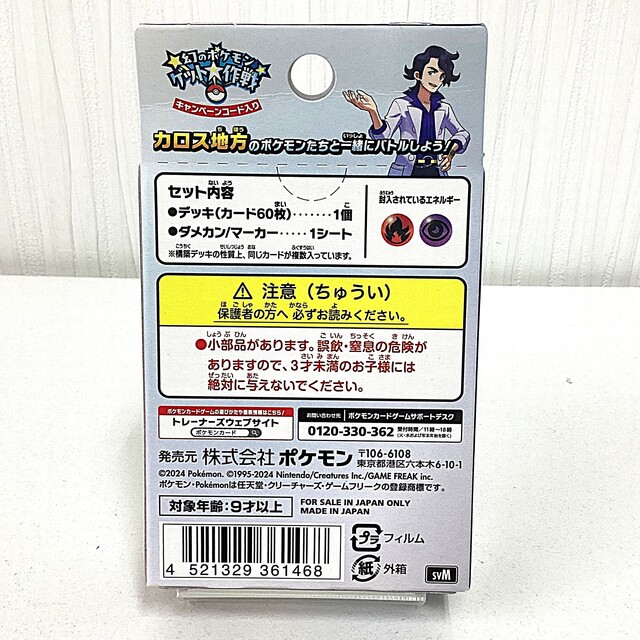 幻のポケモン
ゲット★作戦
キャンペーンコード入り
カロス地方のポケモンたちと一緒にバトルしよう!
セット内容
●デッキ(カード60枚)・・・・・・・1個
●ダメカン/マーカー・・・・・1シート
※構築デッキの性質上、同じカードが複数入っています。
封入されているエネルギー
⚠ 注意(ちゅうい)
保護者の方へ 必ずお読みください。
●小部品があります。誤飲・窒息の危険が
ありますので、3才未満のお子様には
絶対に与えないでください。
ポケモンカードゲームの遊びかたや最新情報はこちら!
トレーナーズウェブサイト
ポケモンカード
お問い合わせ先
ポケモンカードゲームサポートデスク
0120-330-362
受付時間/11時〜18時
発売元 株式会社ポケモン
〒106-6108
東京都港区六本木6-10-1
©2024 Pokémon. ©1995-2024 Nintendo/Creatures Inc./GAME FREAK inc.
ポケモン・Pokémonは任天堂・クリーチャーズ・ゲームフリークの登録商標です。
対象年齢:9才以上
FOR SALE IN JAPAN ONLY
MADE IN JAPAN
4 521329 361468
プラ フィルム
紙 外箱
svM